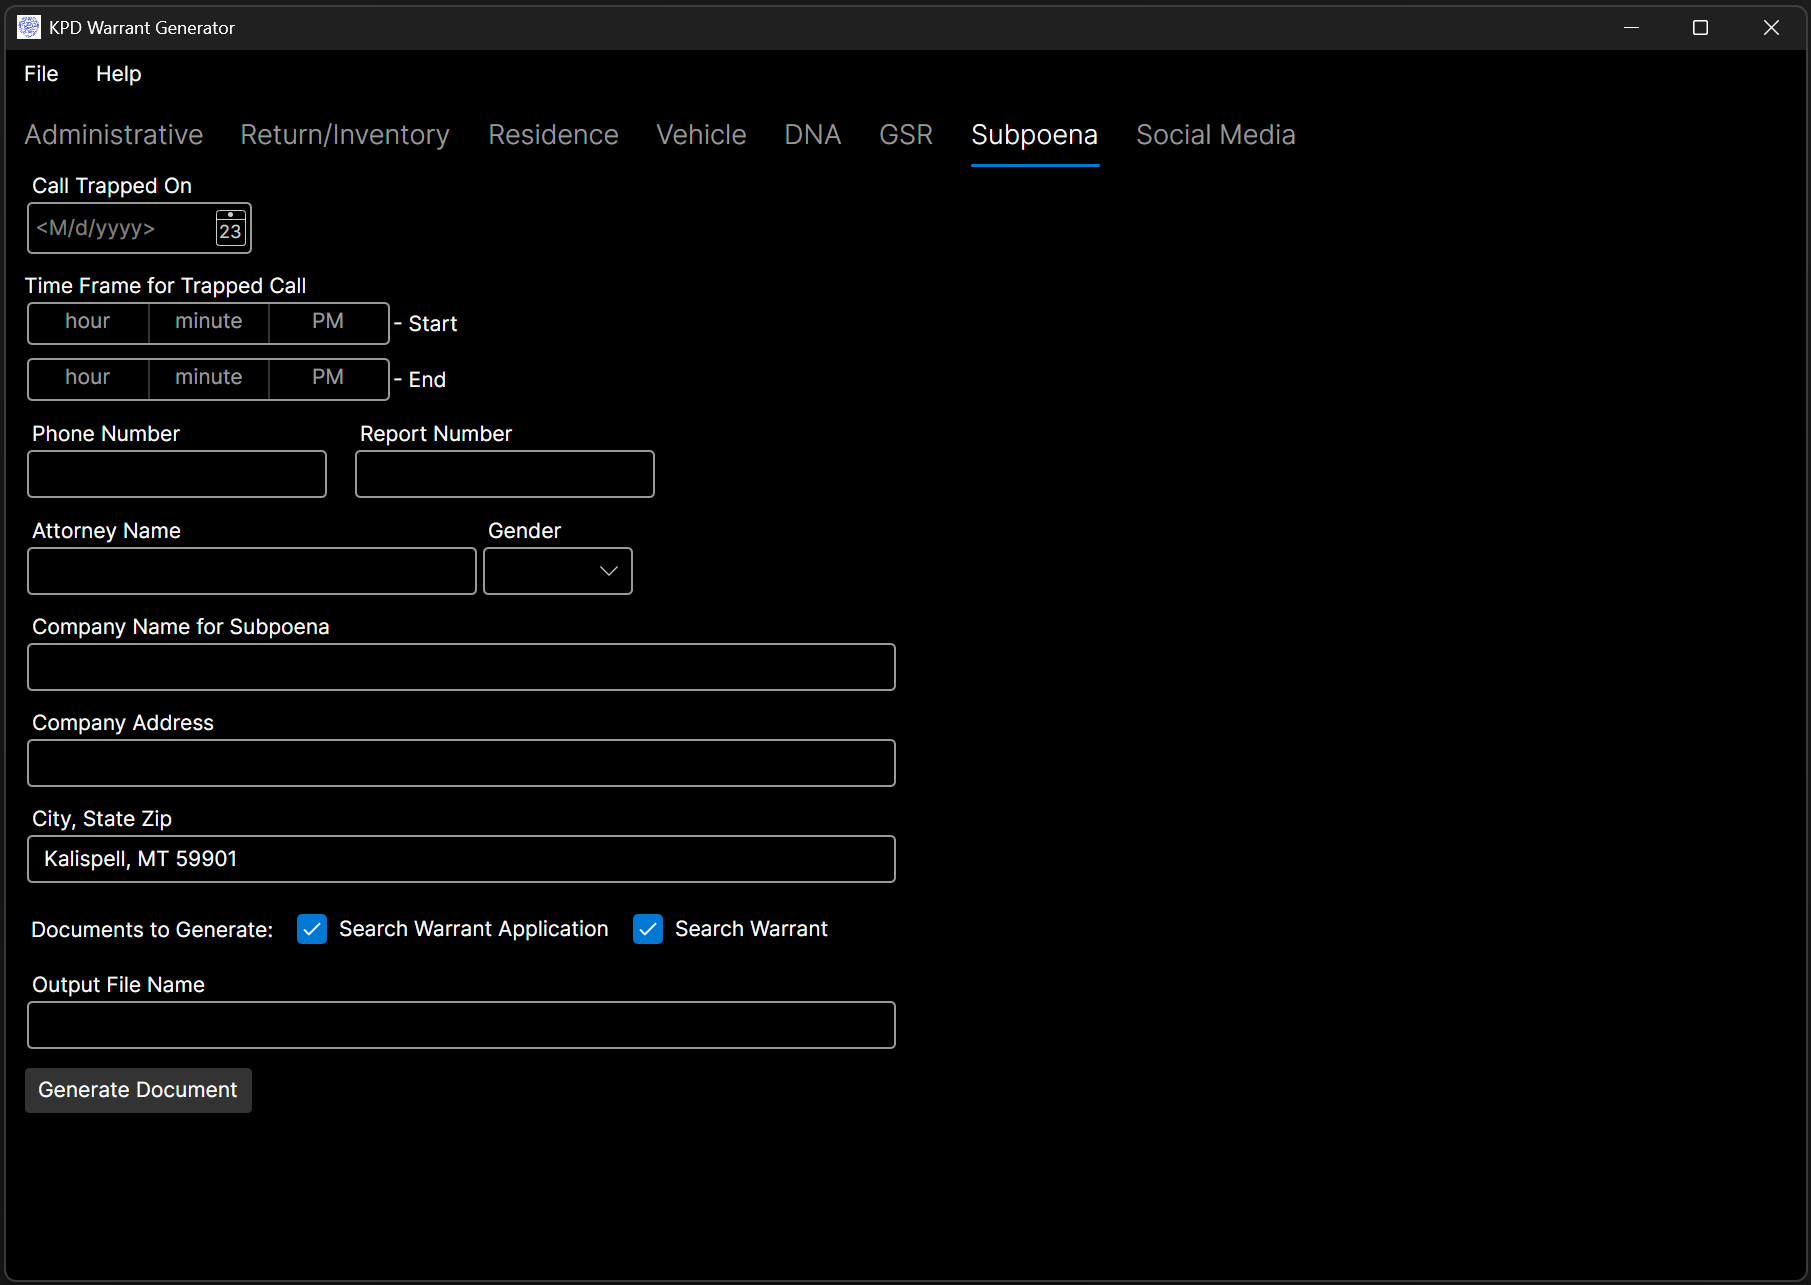 KPD Warrant Generator
File Help
Administrative Return/Inventory Residence Vehicle DNA GSR Subpoena Social Media
Call Trapped On
<M/d/yyyy> 23
Time Frame for Trapped Call
hour minute PM - Start
hour minute PM - End
Phone Number Report Number
Attorney Name Gender
Company Name for Subpoena
Company Address
City, State Zip
Kalispell, MT 59901
Documents to Generate: Search Warrant Application Search Warrant
Output File Name
Generate Document